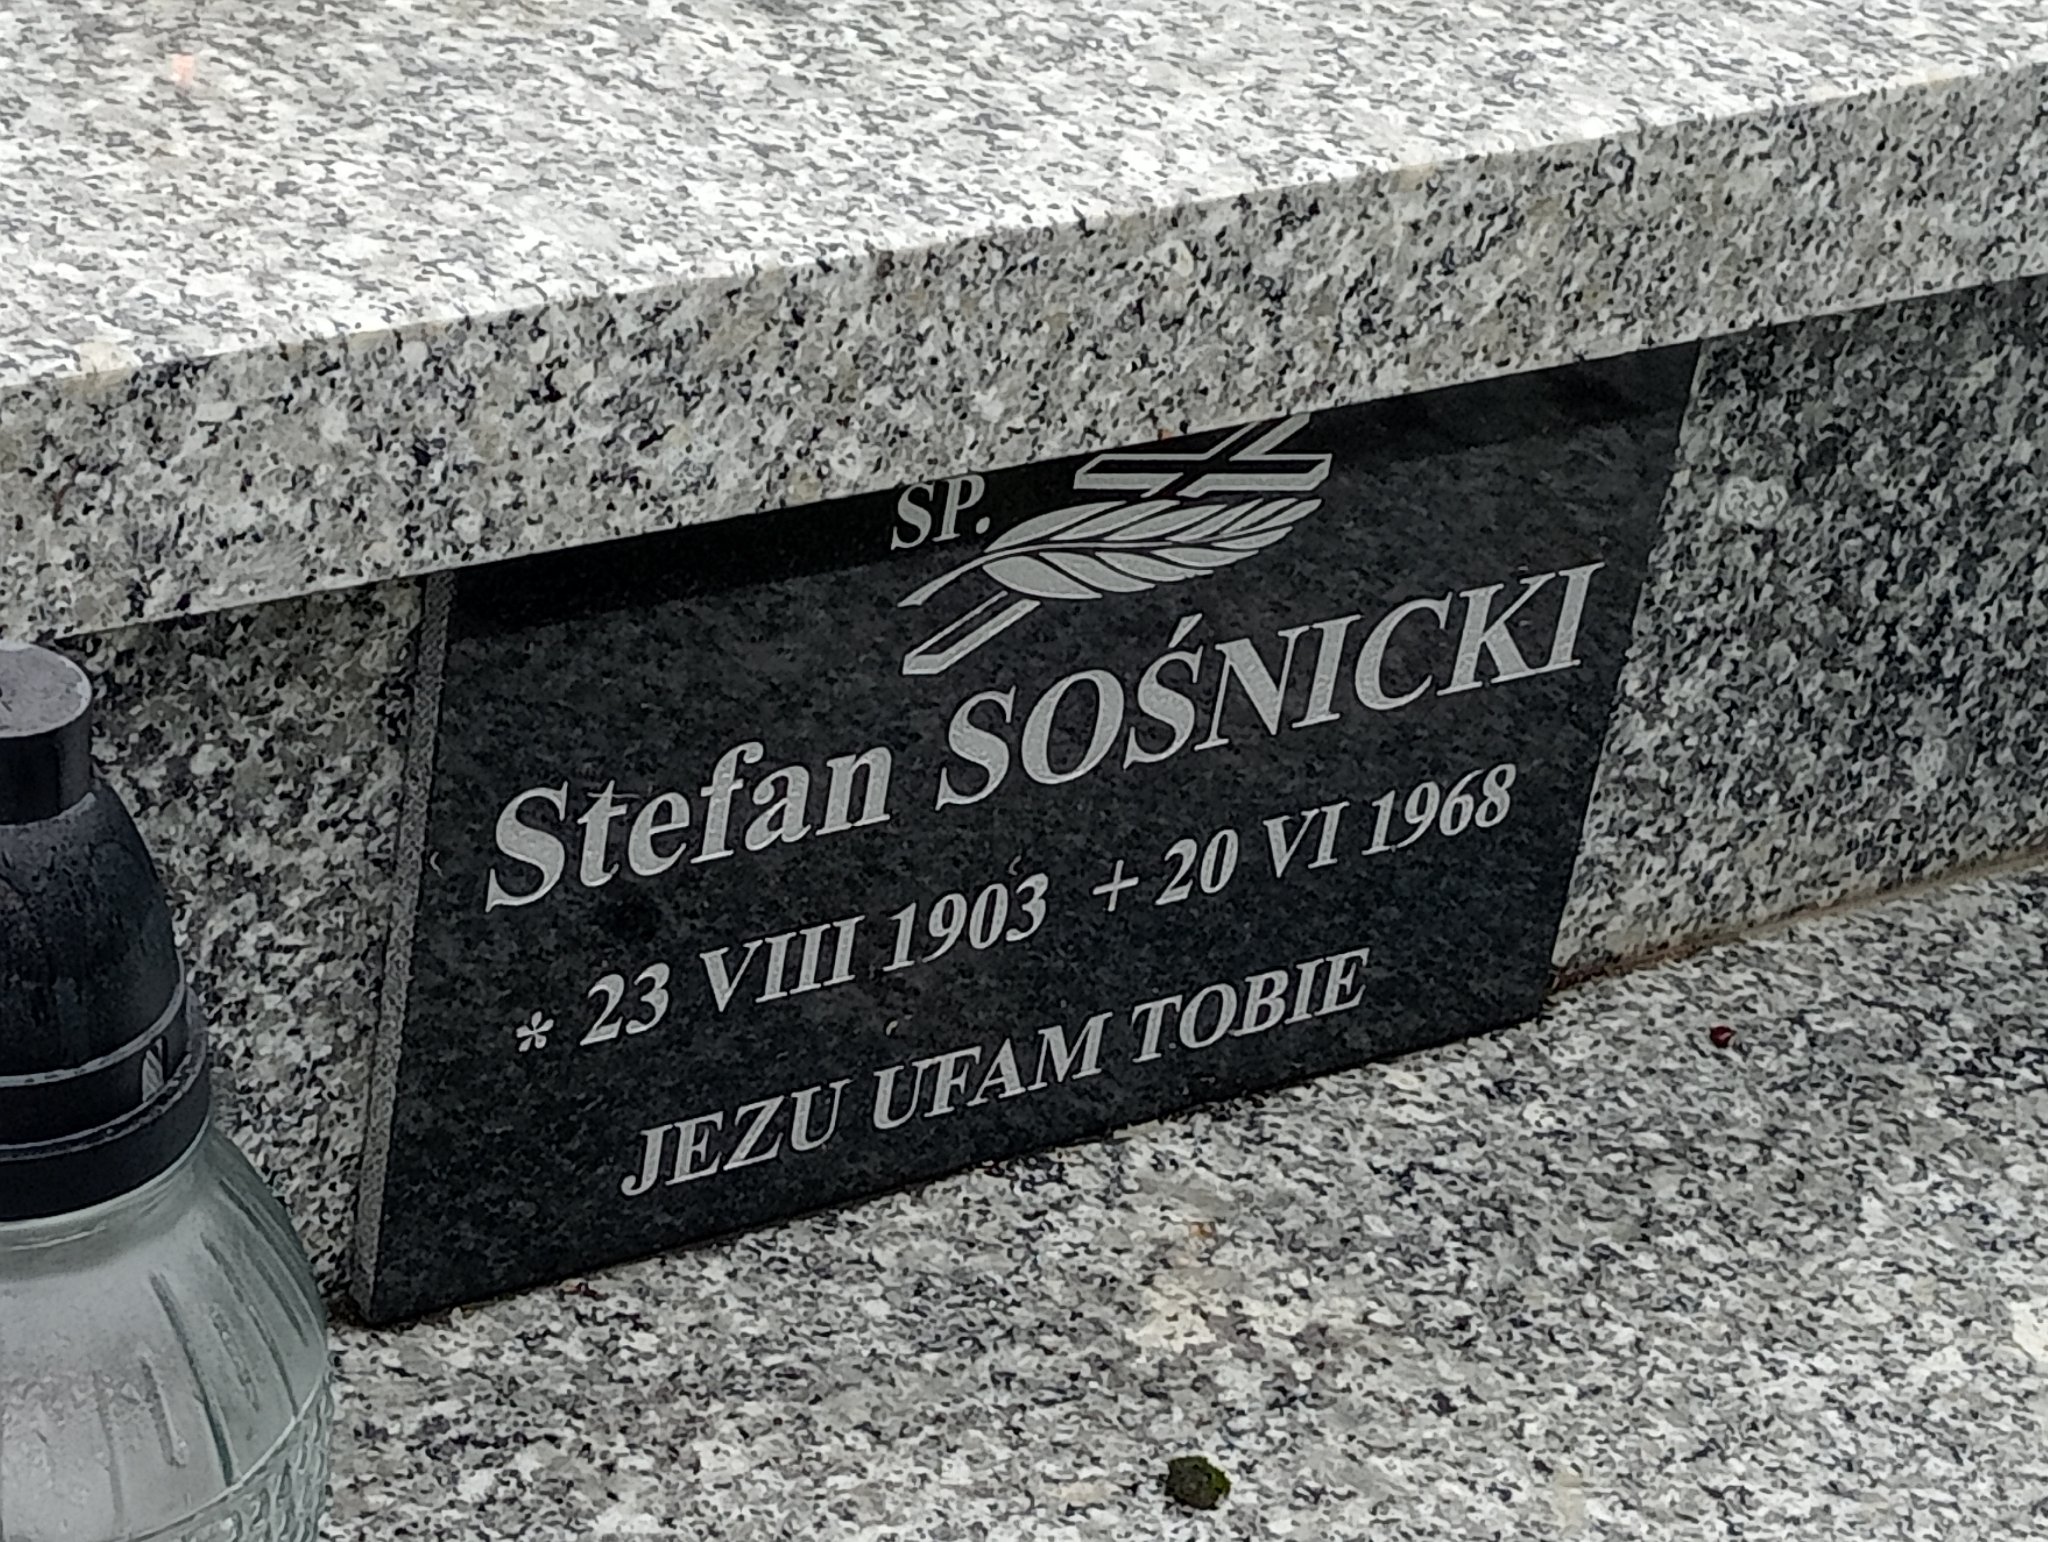 SP.
Stefan SOŚNICKI
* 23 VIII 1903 + 20 VI 1968
JEZU UFAM TOBIE